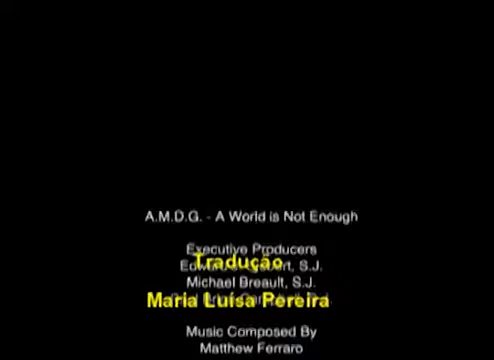 A.M.D.G. - A World is Not Enough
Executive Producers
Tradução
S.J.
Michael Breault, S.J.
Maria Luísa Pereira
Music Composed By
Matthew Ferraro